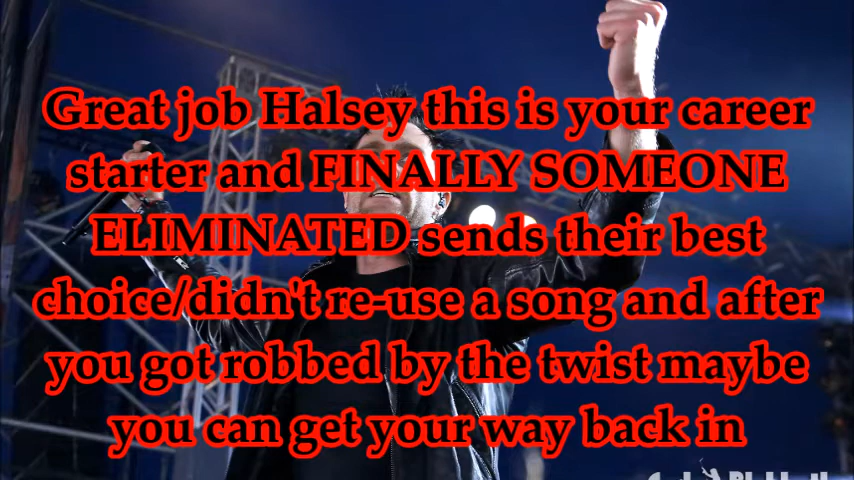 Great job Halsey this is your career
starter and FINALLY SOMEONE
ELIMINATED sends their best
choice/didn't re-use a song and after
you got robbed by the twist maybe
you can get your way back in